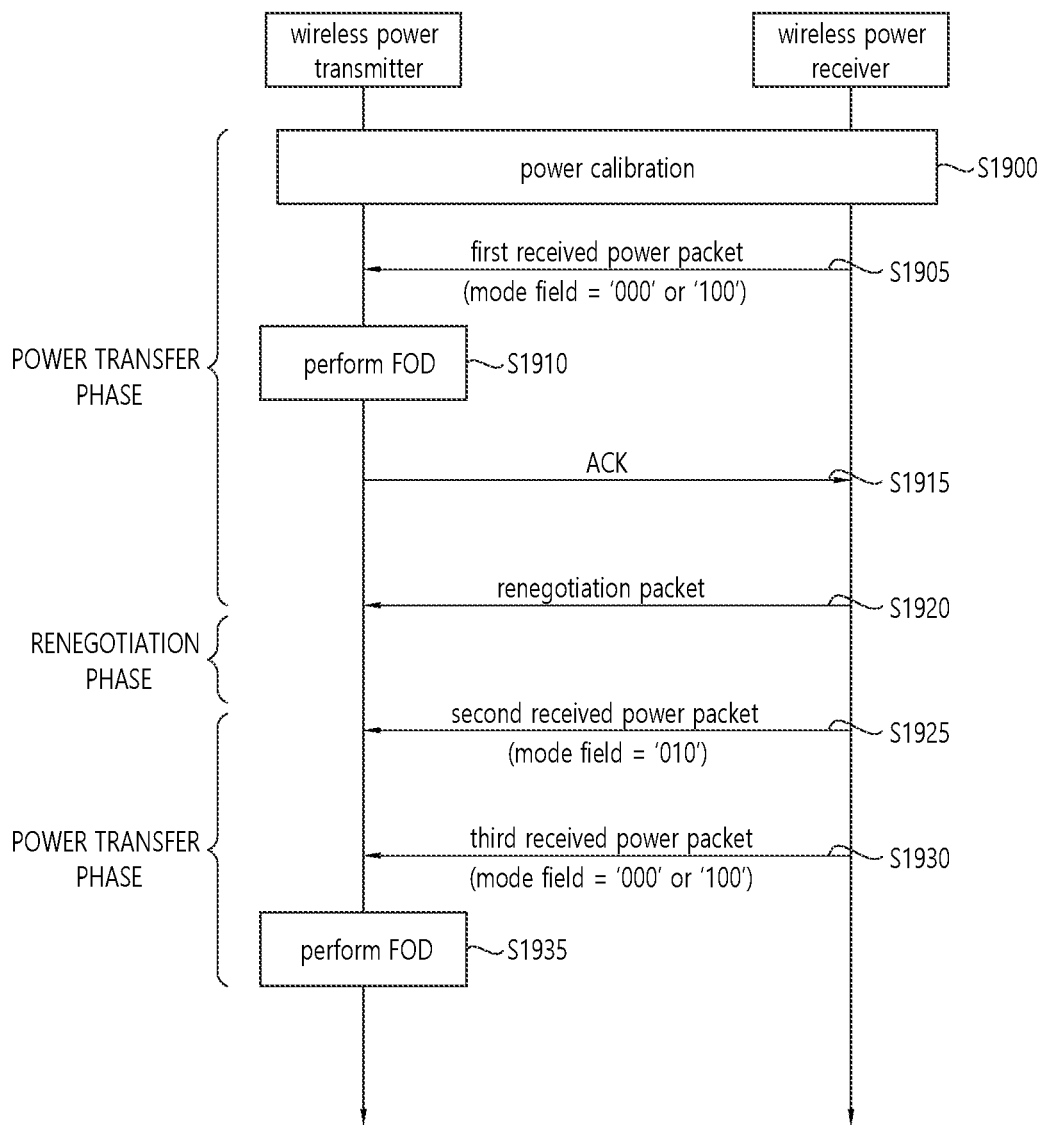 wireless power
transmitter
wireless power
receiver
power calibration
S1900
first received power packet
(mode field = ‘000’ or ‘100’)
S1905
POWER TRANSFER
PHASE
perform FOD
S1910
ACK
S1915
renegotiation packet
S1920
RENEGOTIATION
PHASE
second received power packet
(mode field = ‘010’)
S1925
POWER TRANSFER
PHASE
third received power packet
(mode field = ‘000’ or ‘100’)
S1930
perform FOD
S1935